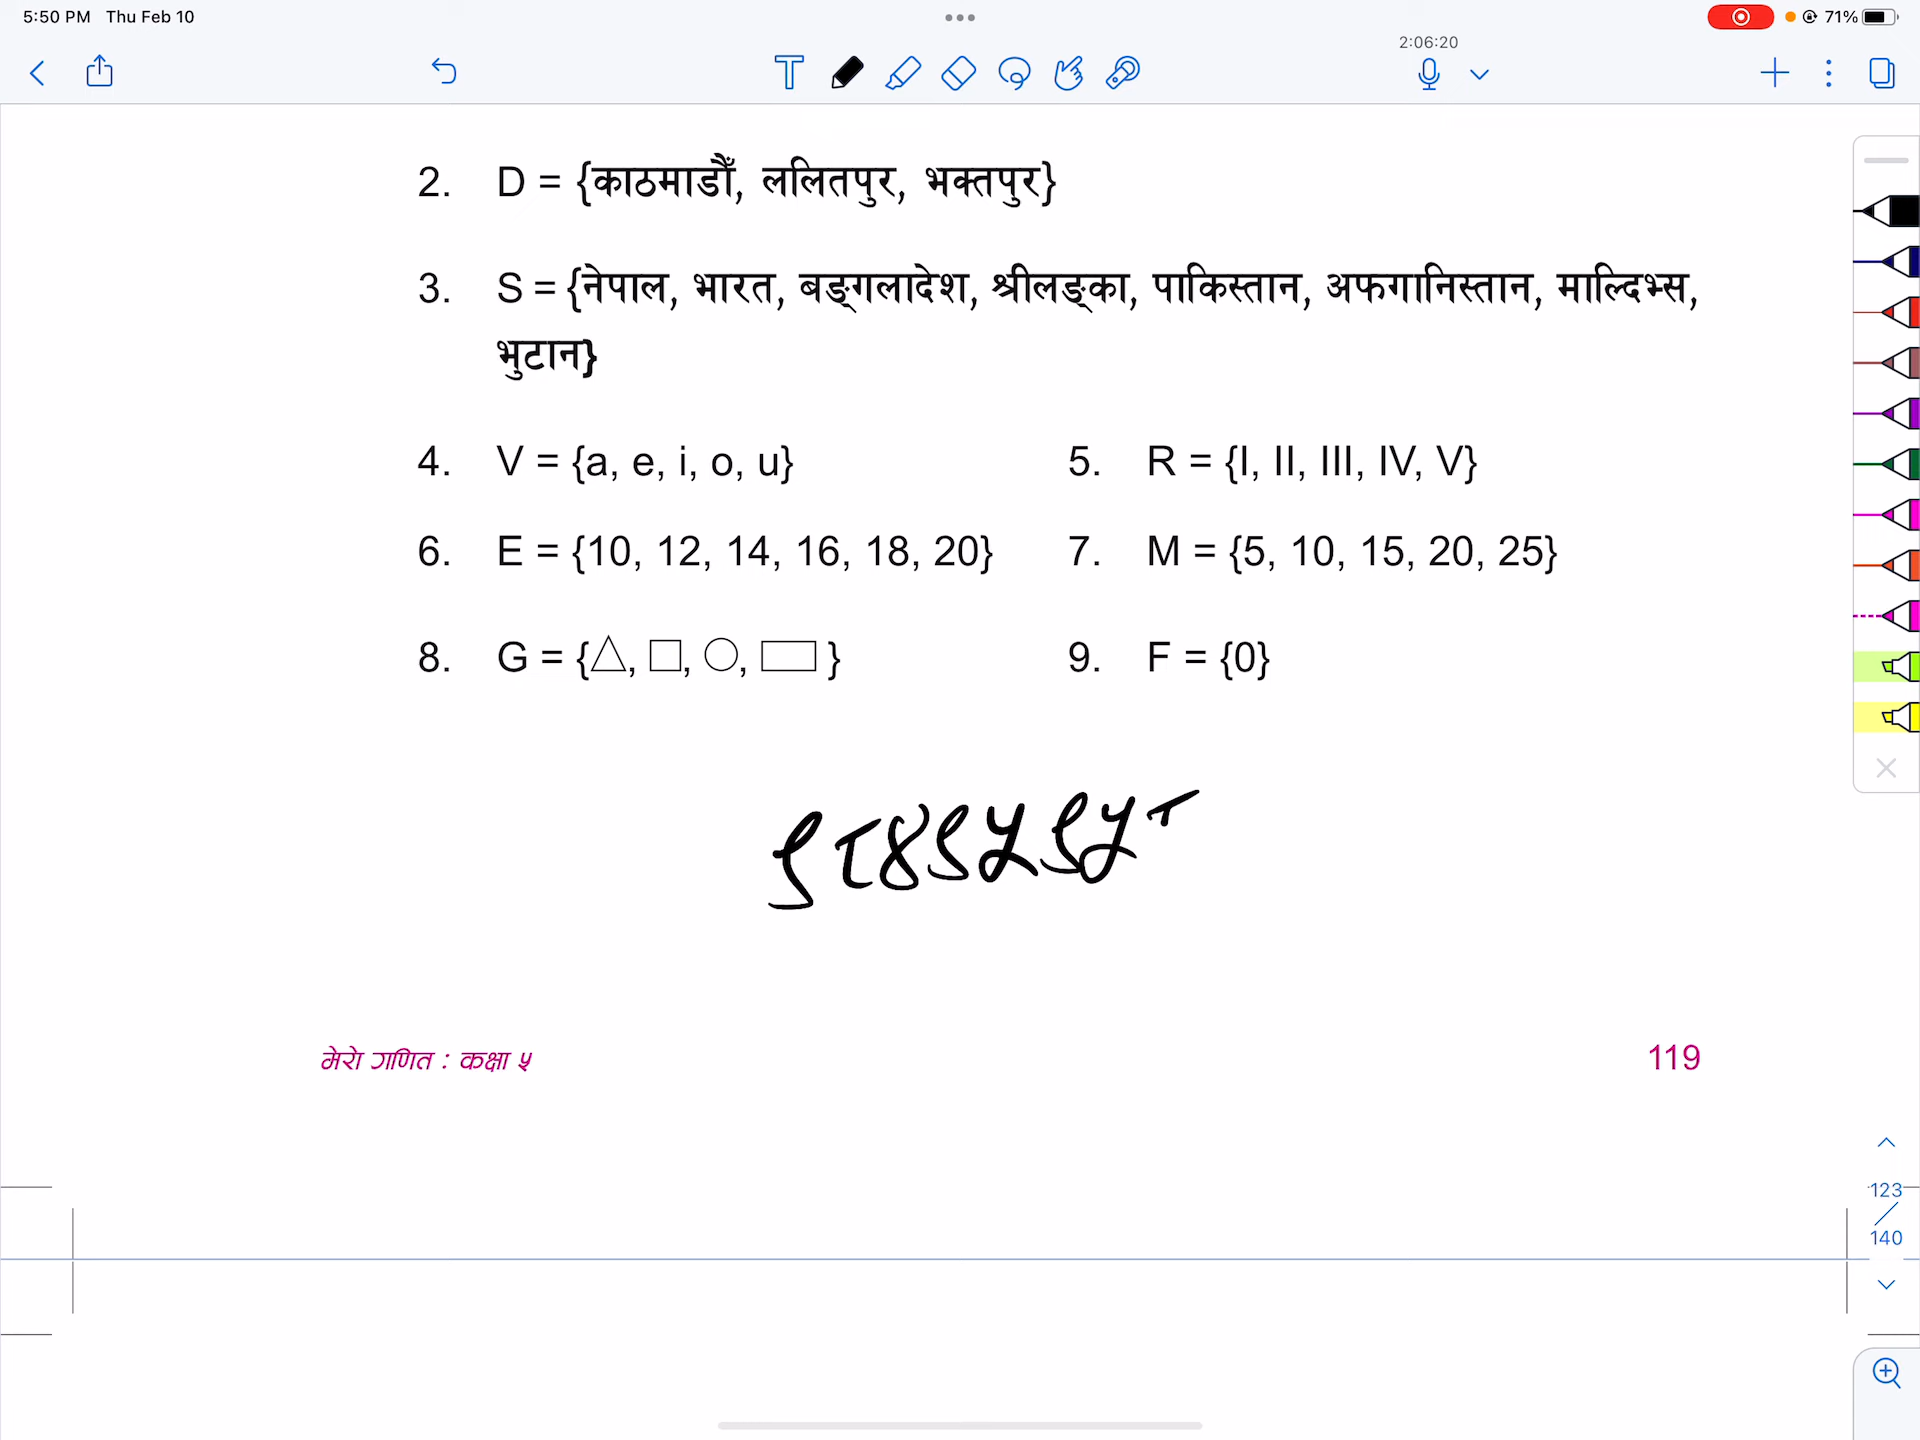 5:50 PM Thu Feb 10
71%
2:06:20
2. D = {काठमाडौँ, ललितपुर, भक्तपुर}
3. S = {नेपाल, भारत, बङ्गलादेश, श्रीलङ्का, पाकिस्तान, अफगानिस्तान, माल्दिभ्स,
भुटान}
4. V = {a, e, i, o, u} 5. R = {I, II, III, IV, V}
6. E = {10, 12, 14, 16, 18, 20} 7. M = {5, 10, 15, 20, 25}
8. G = {△, □, ○, ▭} 9. F = {0}
मेरो गणित : कक्षा ५ 119
123
/
140